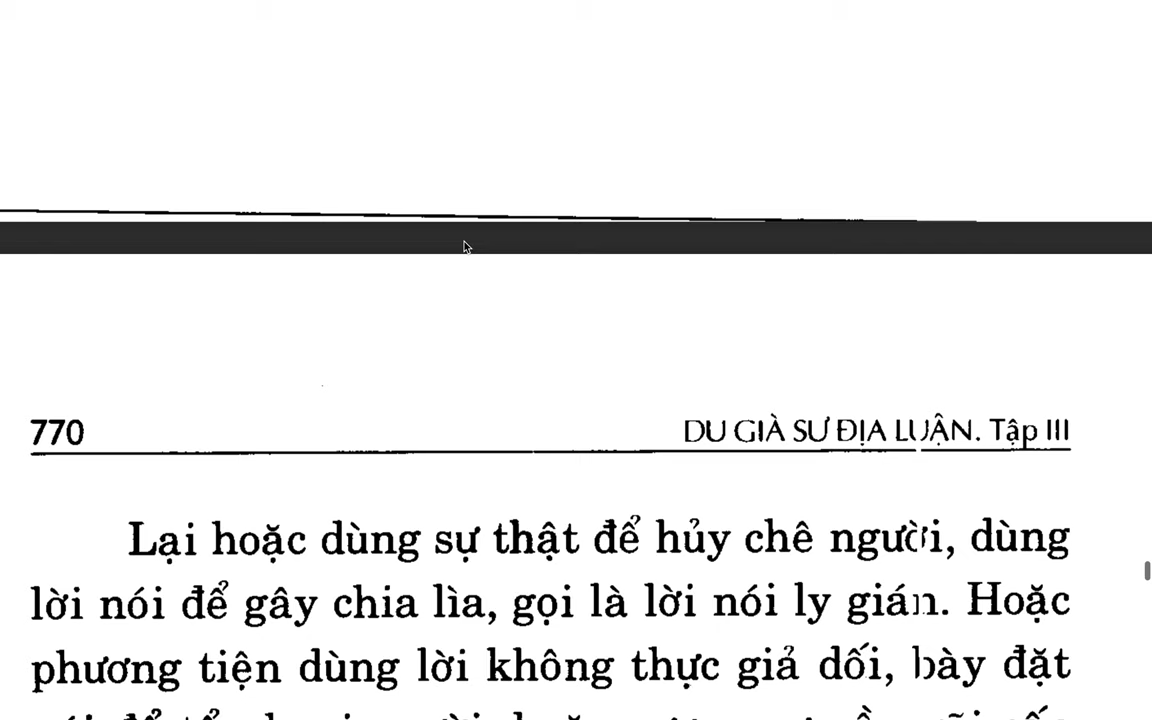 770
DU GIÀ SƯ ĐỊA LUẬN. Tập III
Lại hoặc dùng sự thật để hủy chê người, dùng
lời nói để gây chia lìa, gọi là lời nói ly gián. Hoặc
phương tiện dùng lời không thực giả dối, bày đặt